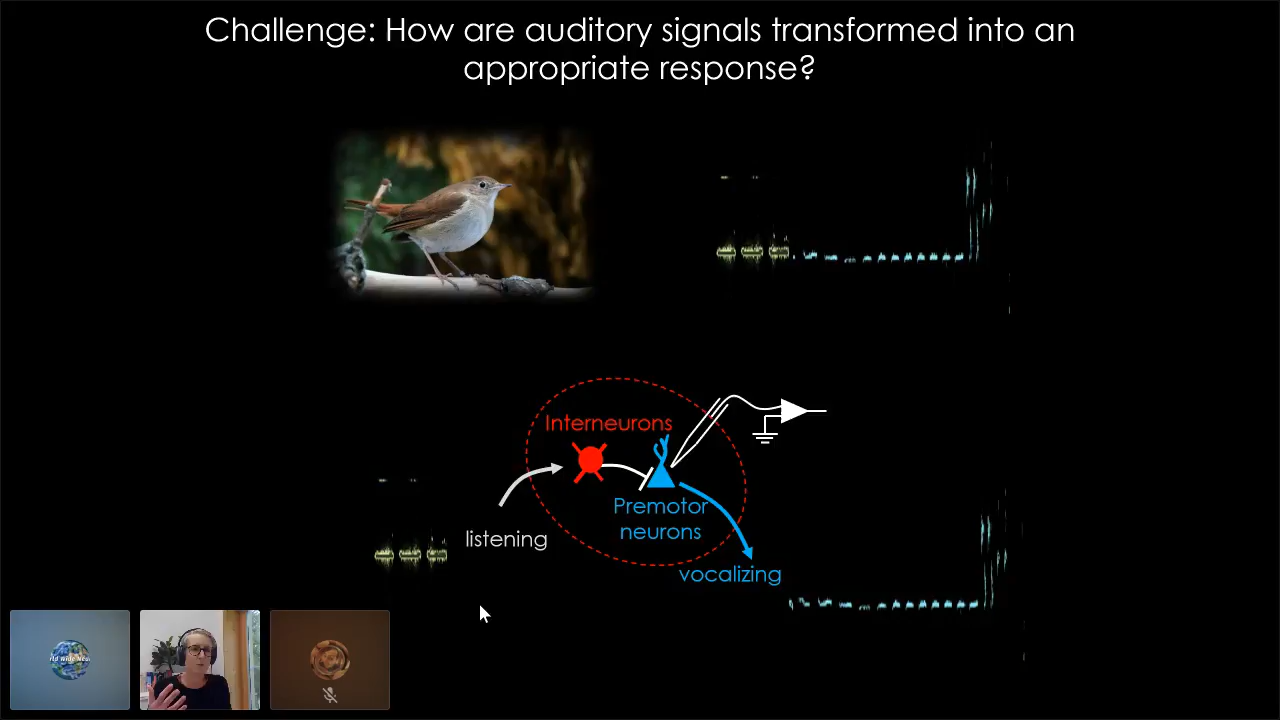 Challenge: How are auditory signals transformed into an
appropriate response?
Interneurons
Premotor
neurons
listening
vocalizing